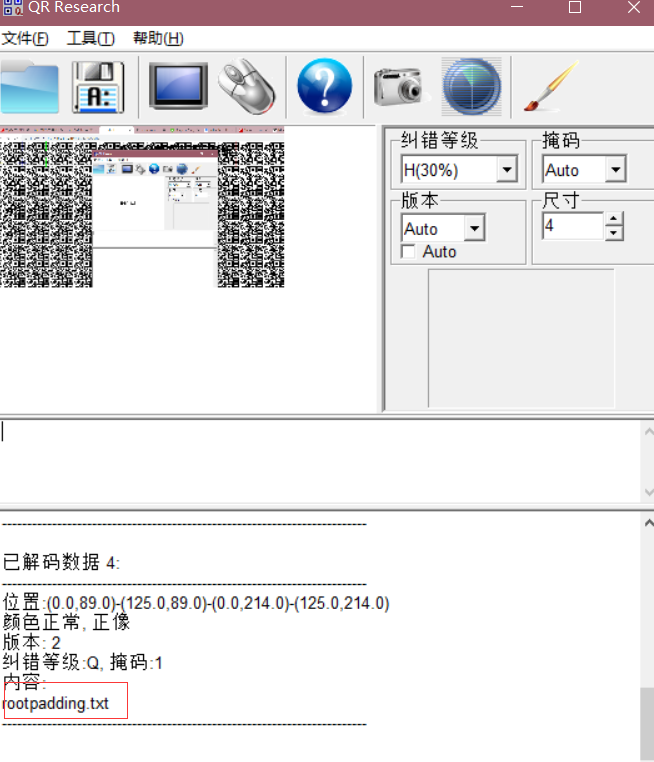 QR Research
文件(F) 工具(T) 帮助(H)
纠错等级 掩码
H(30%) Auto
版本 尺寸
Auto 4
Auto
--------------------------------------------------------------------------------
已解码数据 4:
--------------------------------------------------------------------------------
位置:(0.0,89.0)-(125.0,89.0)-(0.0,214.0)-(125.0,214.0)
颜色正常, 正像
版本: 2
纠错等级:Q, 掩码:1
内容:
rootpadding.txt
--------------------------------------------------------------------------------